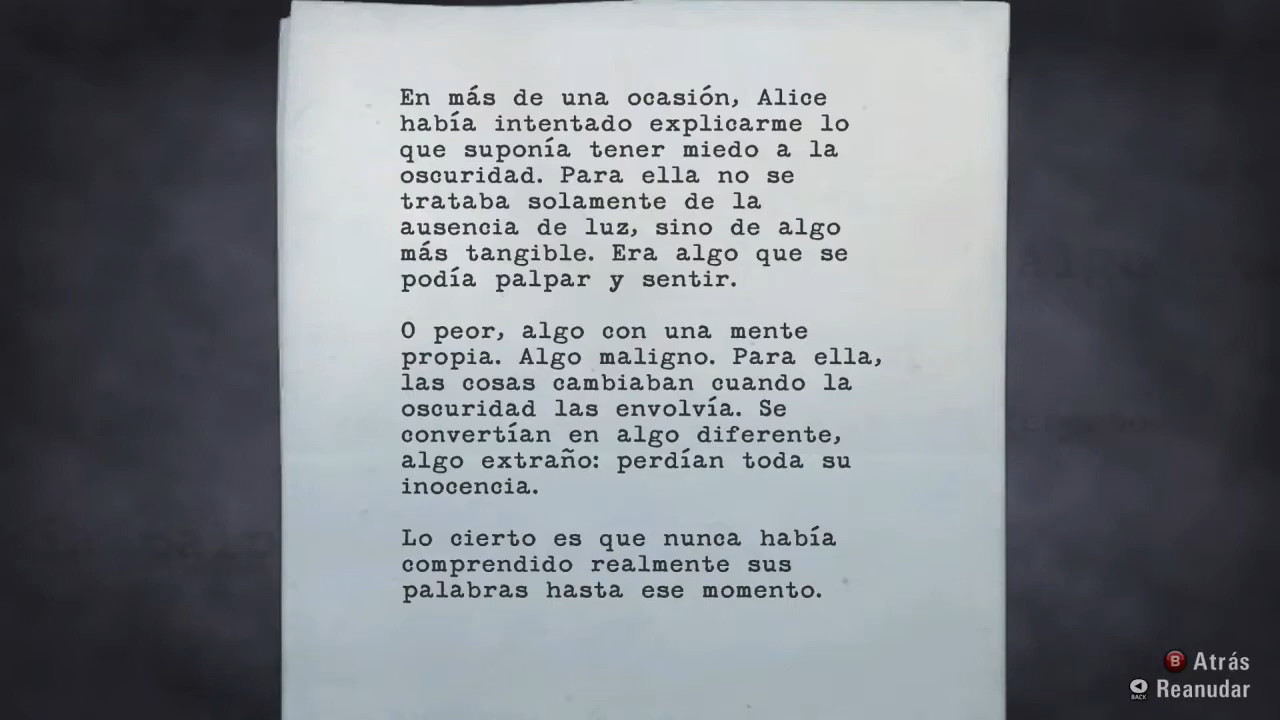 En más de una ocasión, Alice
había intentado explicarme lo
que suponía tener miedo a la
oscuridad. Para ella no se
trataba solamente de la
ausencia de luz, sino de algo
más tangible. Era algo que se
podía palpar y sentir.
O peor, algo con una mente
propia. Algo maligno. Para ella,
las cosas cambiaban cuando la
oscuridad las envolvía. Se
convertían en algo diferente,
algo extraño: perdían toda su
inocencia.
Lo cierto es que nunca había
comprendido realmente sus
palabras hasta ese momento.
B Atrás
BACK Reanudar